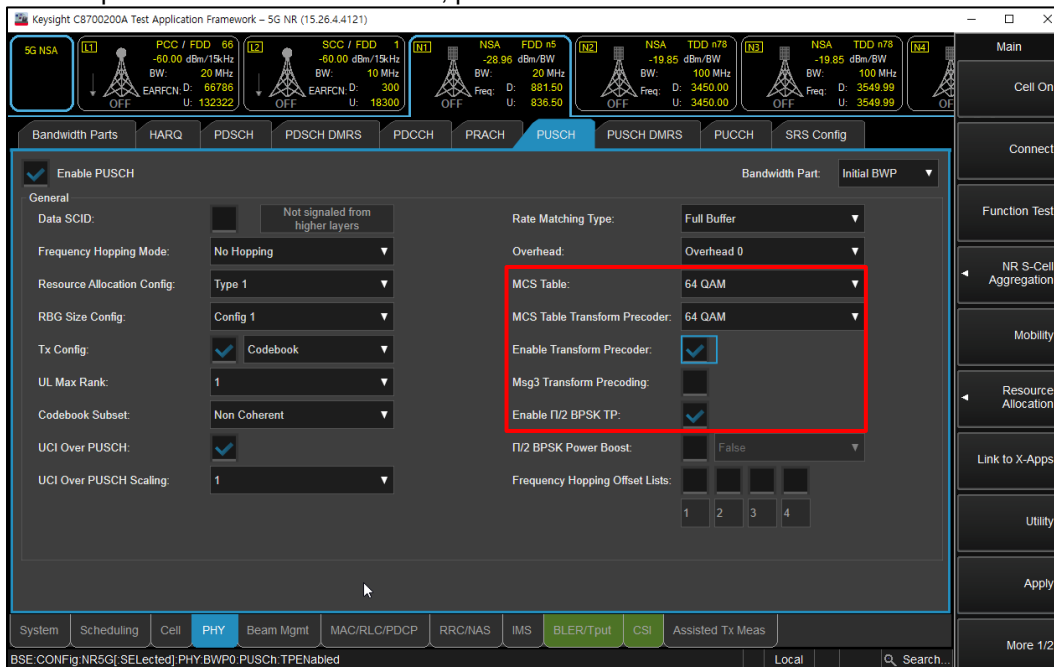 Keysight C8700200A Test Application Framework – 5G NR (15.26.4.4121)
5G NSA
L1 PCC / FDD 66
-60.00 dBm/15kHz
BW: 20 MHz
EARFCN: D: 66786
U: 132322
OFF
L2 SCC / FDD 1
-60.00 dBm/15kHz
BW: 10 MHz
EARFCN: D: 300
U: 18300
OFF
N1 NSA FDD n5
-28.96 dBm/BW
BW: 20 MHz
Freq: D: 881.50
U: 836.50
OFF
N2 NSA TDD n78
-19.85 dBm/BW
BW: 100 MHz
Freq: D: 3450.00
U: 3450.00
OFF
N3 NSA TDD n78
-19.85 dBm/BW
BW: 100 MHz
Freq: D: 3549.99
U: 3549.99
OFF
N4
Main
Cell On
Connect
Function Test
NR S-Cell
Aggregation
Mobility
Resource
Allocation
Link to X-Apps
Utility
Apply
More 1/2
Bandwidth Parts HARQ PDSCH PDSCH DMRS PDCCH PRACH PUSCH PUSCH DMRS PUCCH SRS Config
Enable PUSCH Bandwidth Part: Initial BWP
General
Data SCID: Not signaled from
higher layers
Frequency Hopping Mode: No Hopping
Resource Allocation Config: Type 1
RBG Size Config: Config 1
Tx Config: Codebook
UL Max Rank: 1
Codebook Subset: Non Coherent
UCI Over PUSCH:
UCI Over PUSCH Scaling: 1
Rate Matching Type: Full Buffer
Overhead: Overhead 0
MCS Table: 64 QAM
MCS Table Transform Precoder: 64 QAM
Enable Transform Precoder:
Msg3 Transform Precoding:
Enable Π/2 BPSK TP:
Π/2 BPSK Power Boost: False
Frequency Hopping Offset Lists:
1 2 3 4
System Scheduling Cell PHY Beam Mgmt MAC/RLC/PDCP RRC/NAS IMS BLER/Tput CSI Assisted Tx Meas
BSE:CONFig:NR5G[:SELected]:PHY:BWP0:PUSCh:TPENabled Local Search...